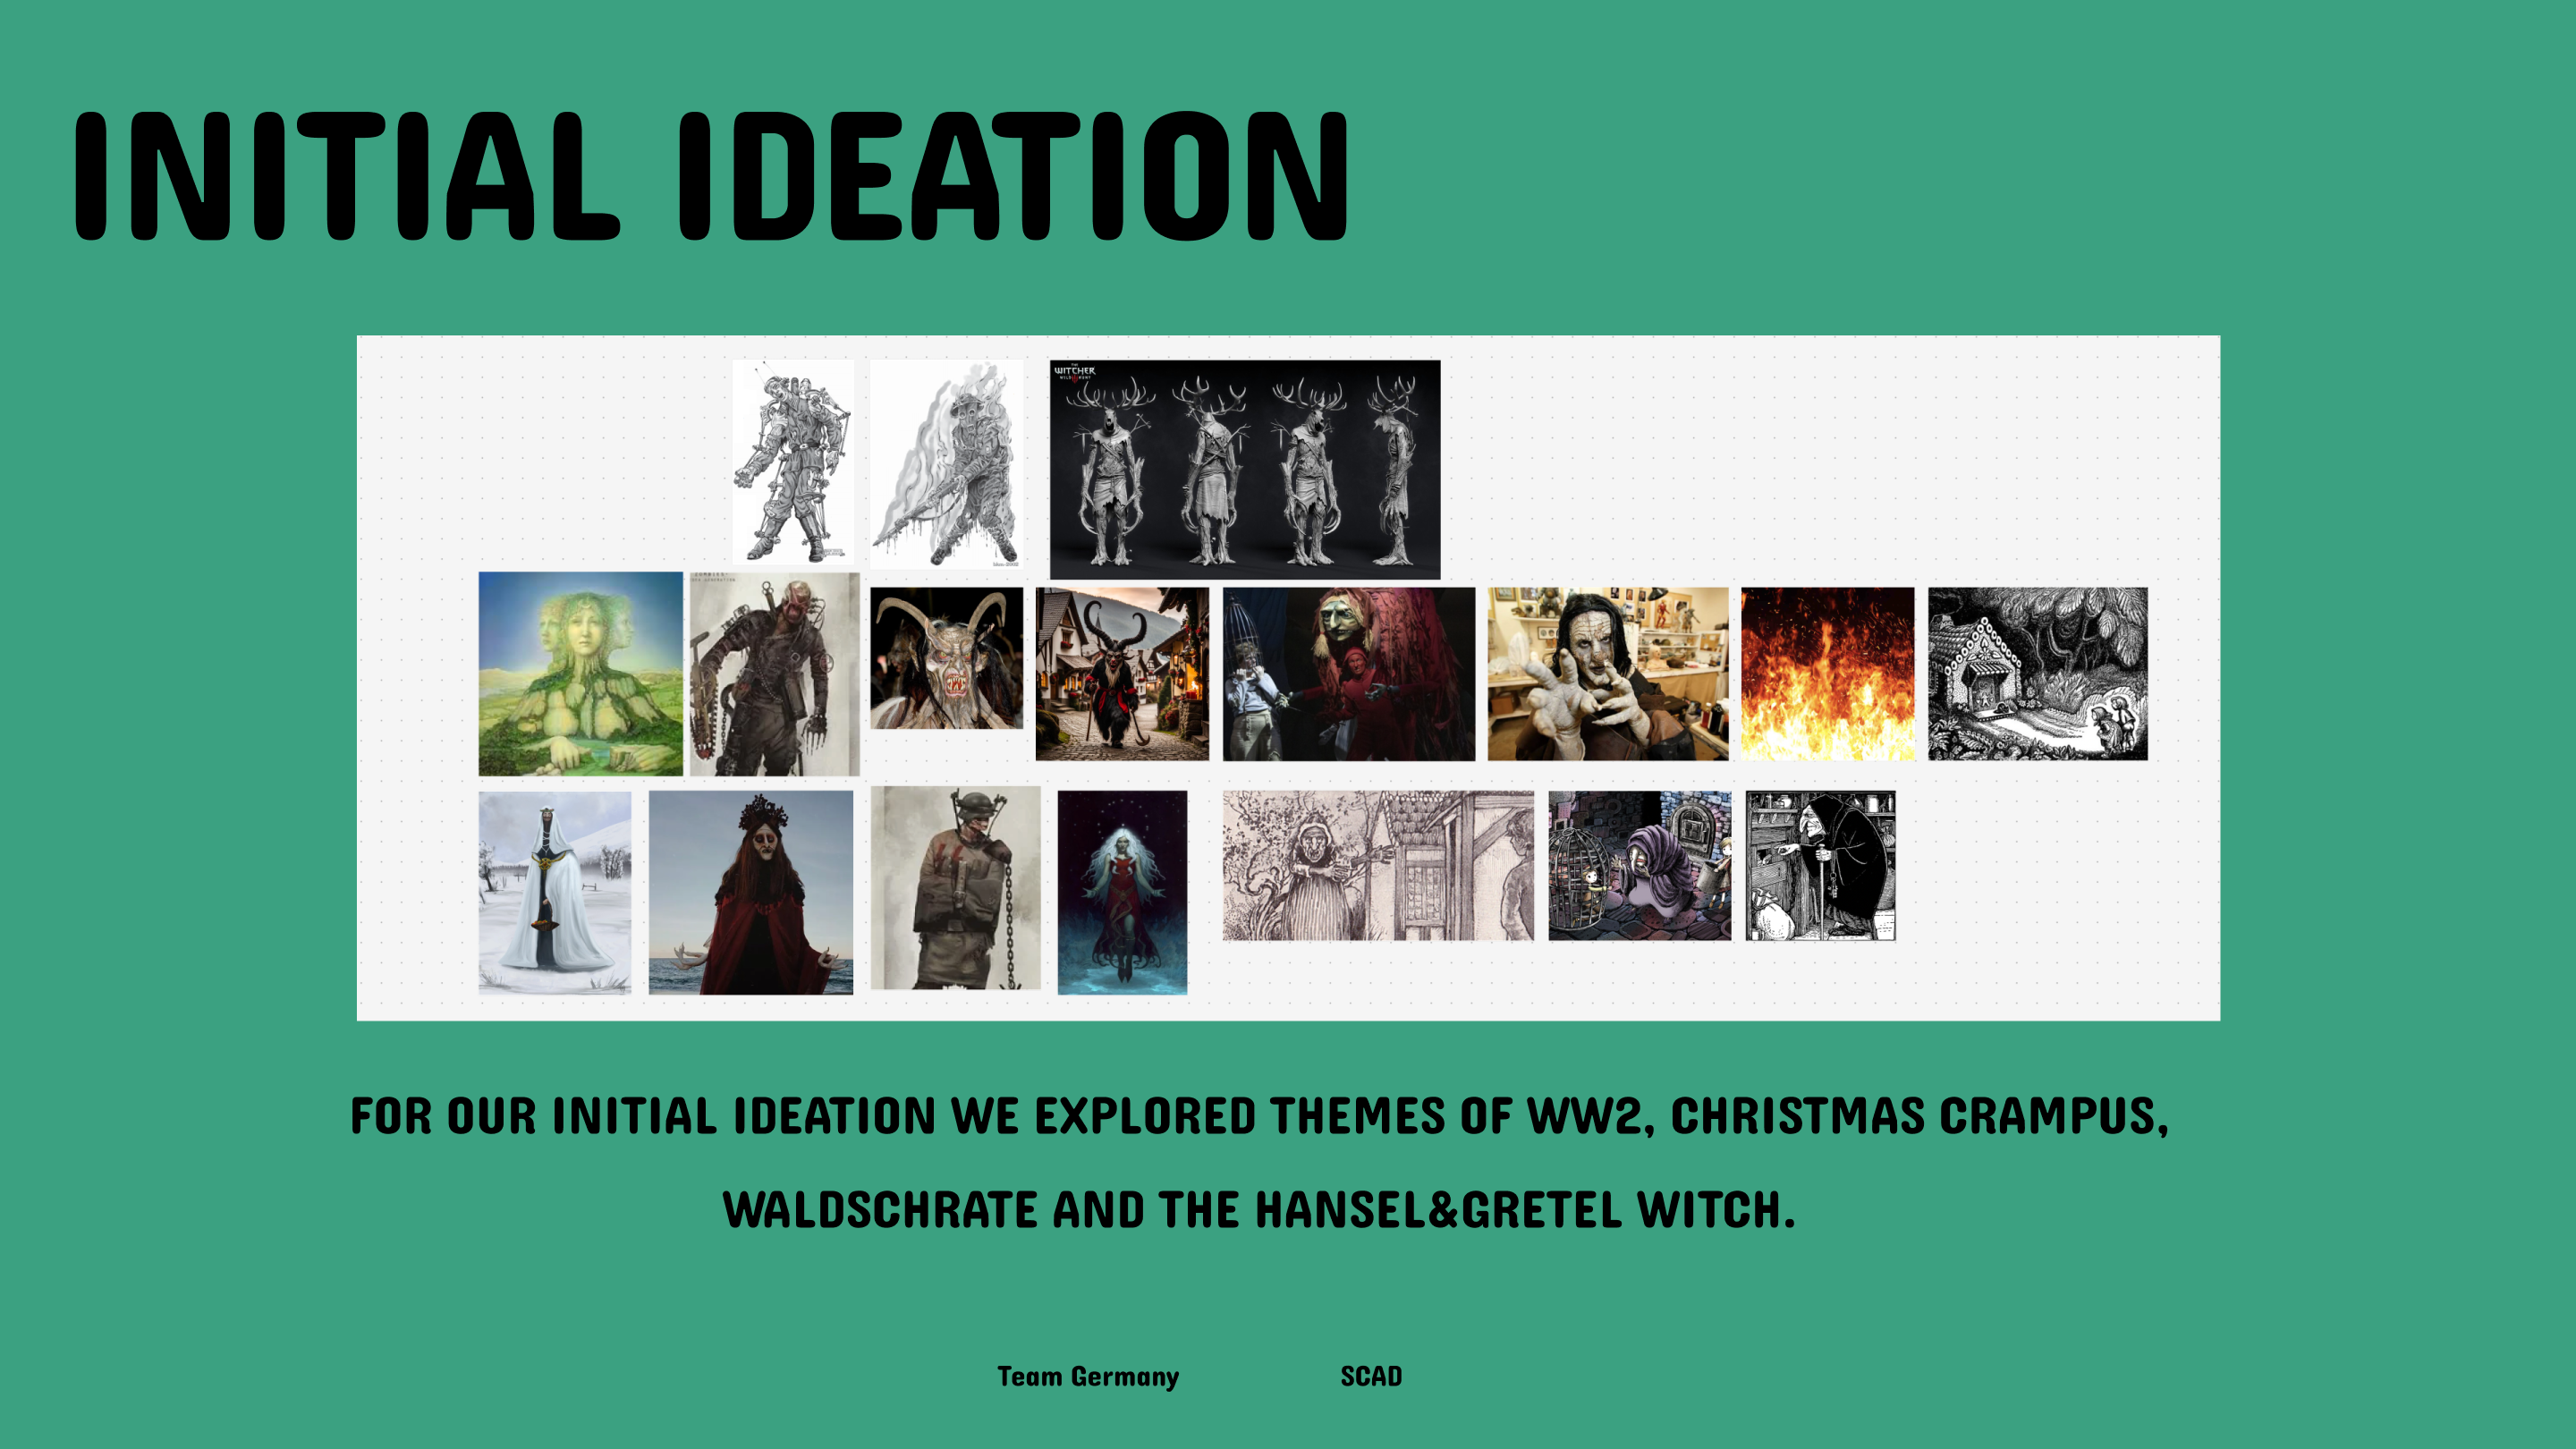 INITIAL IDEATION
THE
WITCHER
WILD HUNT
FOR OUR INITIAL IDEATION WE EXPLORED THEMES OF WW2, CHRISTMAS CRAMPUS,
WALDSCHRATE AND THE HANSEL&GRETEL WITCH.
Team Germany
SCAD